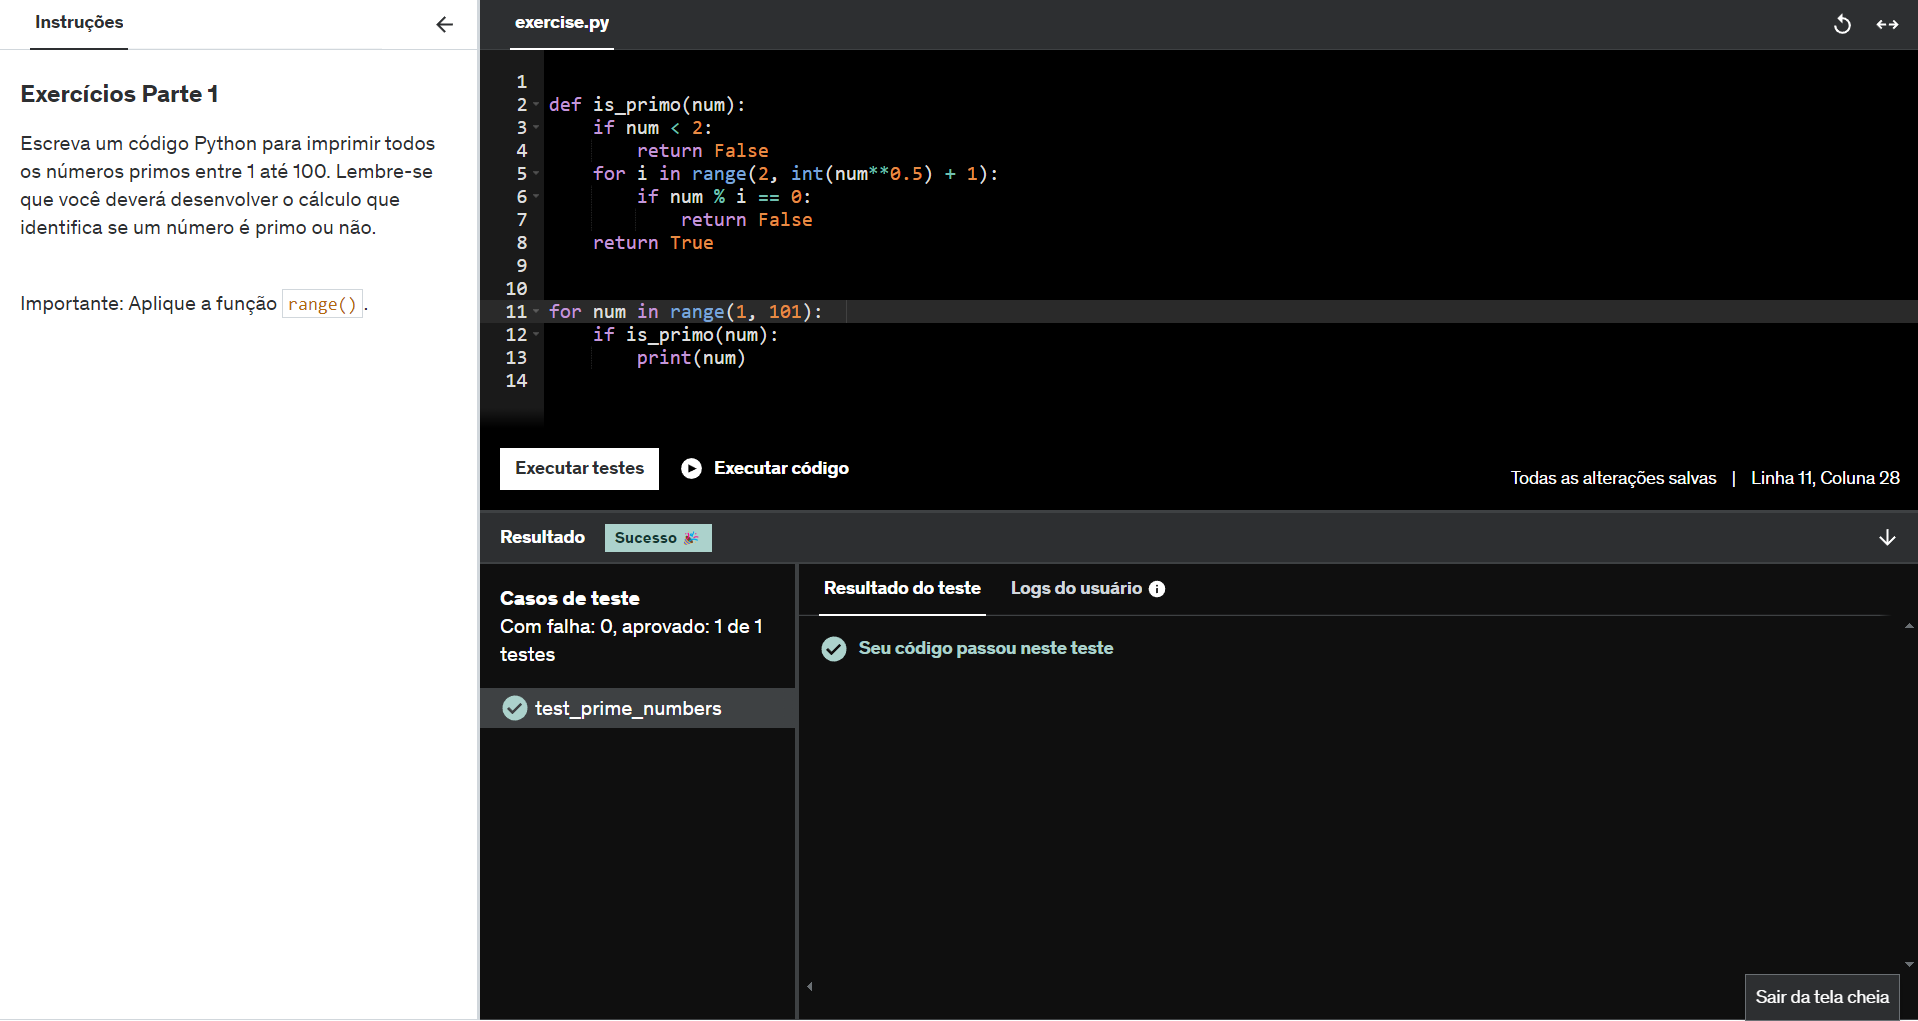 Instruções
Exercícios Parte 1
Escreva um código Python para imprimir todos
os números primos entre 1 até 100. Lembre-se
que você deverá desenvolver o cálculo que
identifica se um número é primo ou não.
Importante: Aplique a função range().
exercise.py
1
2 def is_primo(num):
3     if num < 2:
4         return False
5     for i in range(2, int(num**0.5) + 1):
6         if num % i == 0:
7             return False
8     return True
9
10
11 for num in range(1, 101):
12     if is_primo(num):
13         print(num)
14
Executar testes Executar código
Todas as alterações salvas | Linha 11, Coluna 28
Resultado Sucesso 🎉
Casos de teste
Com falha: 0, aprovado: 1 de 1
testes
test_prime_numbers
Resultado do teste Logs do usuário
Seu código passou neste teste
Sair da tela cheia